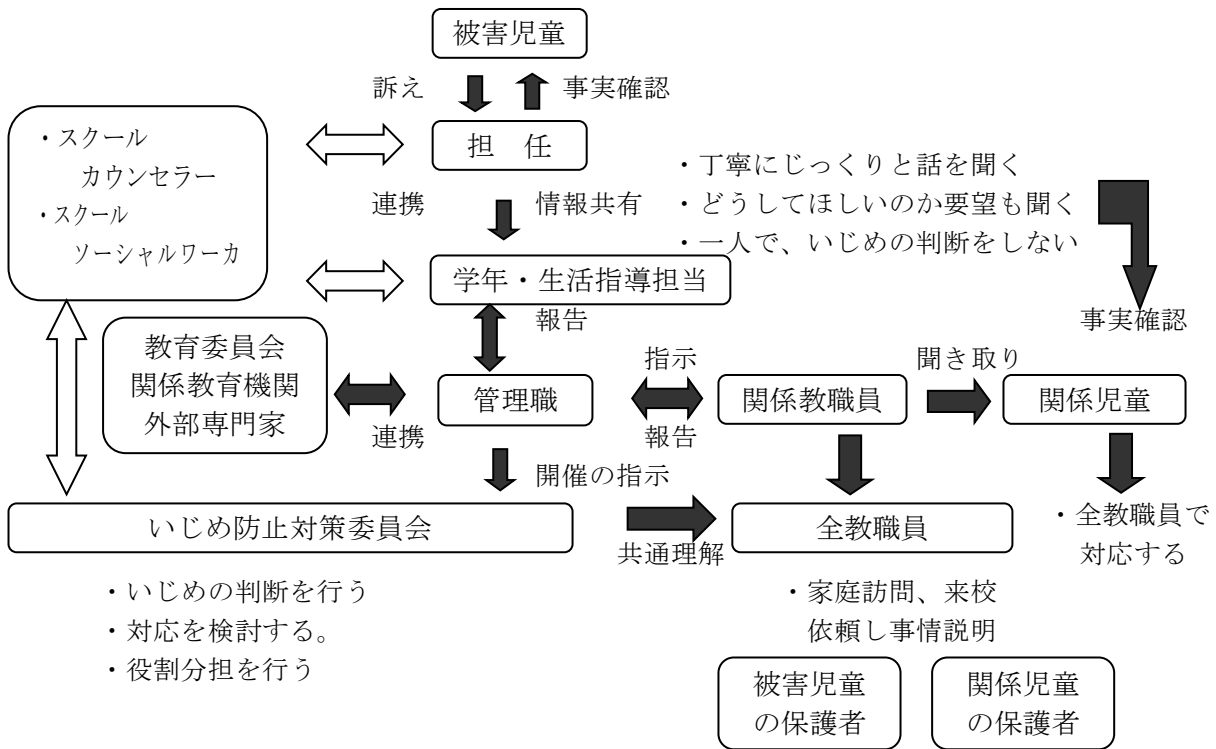 被害児童
訴え
事実確認
・スクール
カウンセラー
・スクール
ソーシャルワーカ
担　任
連携
情報共有
・丁寧にじっくりと話を聞く
・どうしてほしいのか要望も聞く
・一人で、いじめの判断をしない
学年・生活指導担当
報告
事実確認
教育委員会
関係教育機関
外部専門家
連携
管理職
指示
報告
関係教職員
聞き取り
関係児童
開催の指示
いじめ防止対策委員会
共通理解
全教職員
・全教職員で
対応する
・いじめの判断を行う
・対応を検討する。
・役割分担を行う
・家庭訪問、来校
依頼し事情説明
被害児童
の保護者
関係児童
の保護者